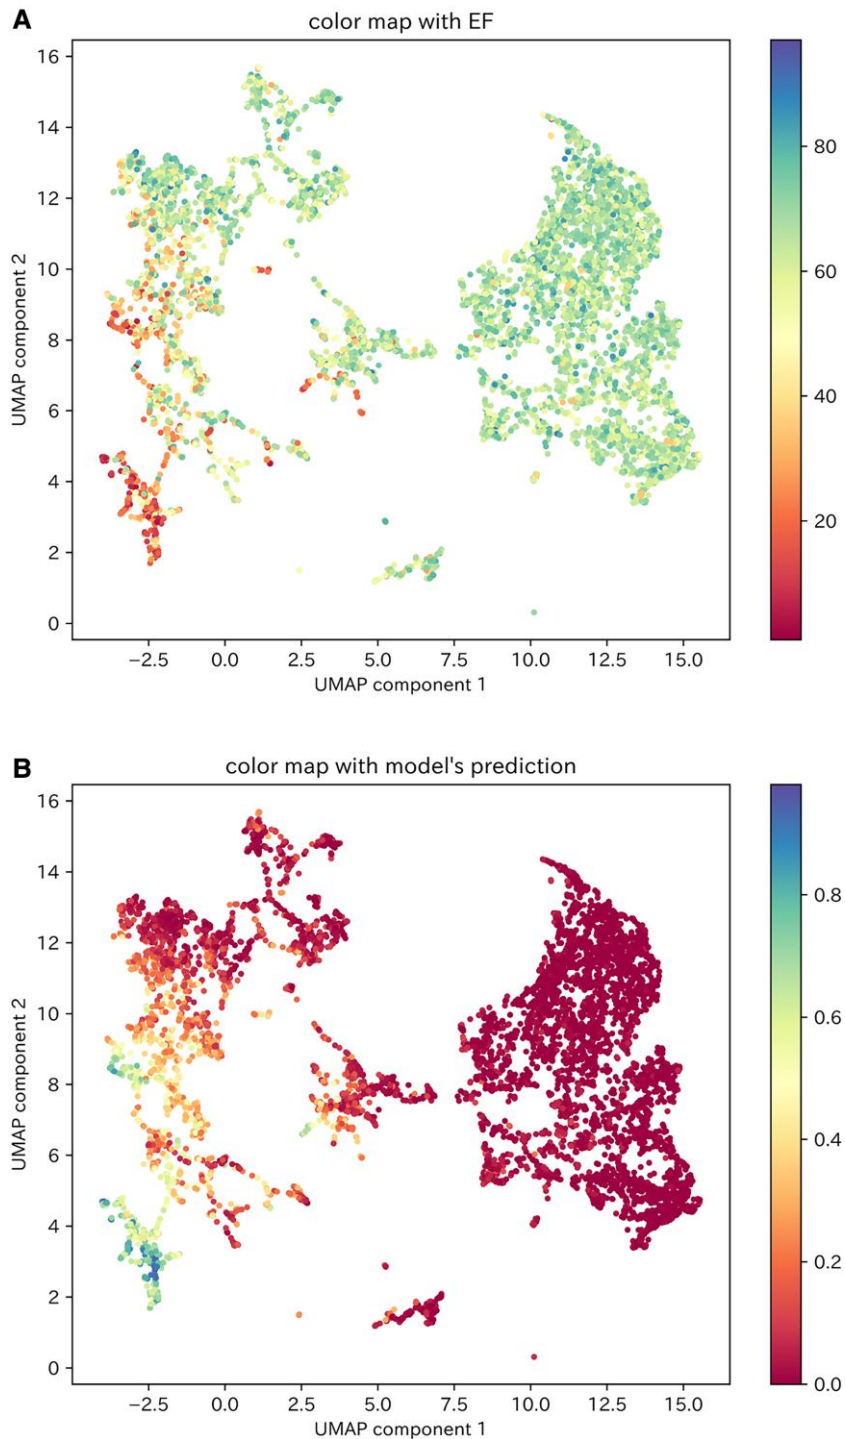 A
color map with EF
16
14
12
10
8
6
4
2
0
UMAP component 2
−2.5 0.0 2.5 5.0 7.5 10.0 12.5 15.0
UMAP component 1
80
60
40
20
B
color map with model's prediction
16
14
12
10
8
6
4
2
0
UMAP component 2
−2.5 0.0 2.5 5.0 7.5 10.0 12.5 15.0
UMAP component 1
0.8
0.6
0.4
0.2
0.0